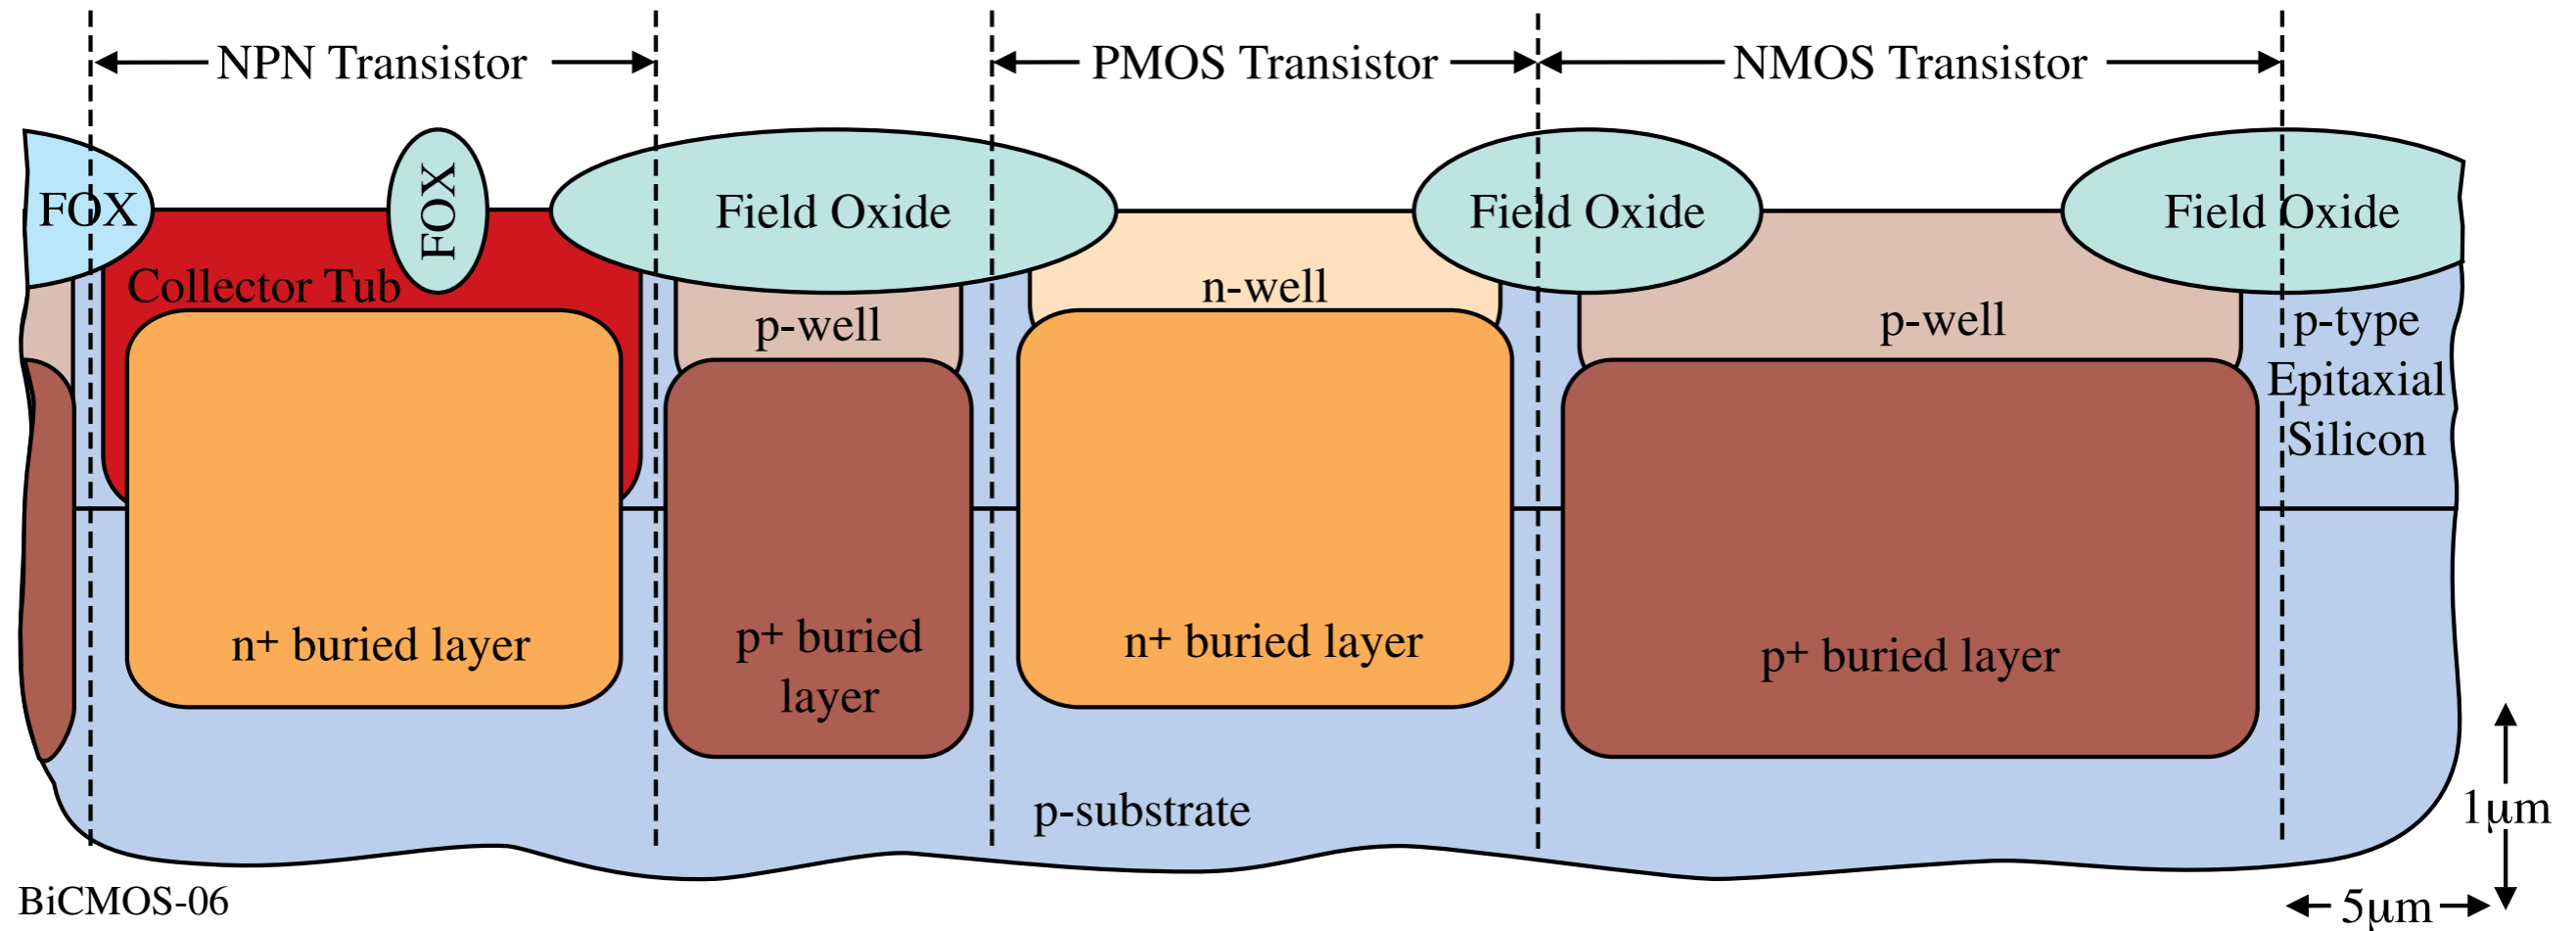 NPN Transistor
PMOS Transistor
NMOS Transistor
FOX
FOX
Field Oxide
Field Oxide
Field Oxide
Collector Tub
n-well
p-well
p-well
p-type
Epitaxial
Silicon
n+ buried layer
p+ buried
layer
n+ buried layer
p+ buried layer
p-substrate
1μm
5μm
BiCMOS-06